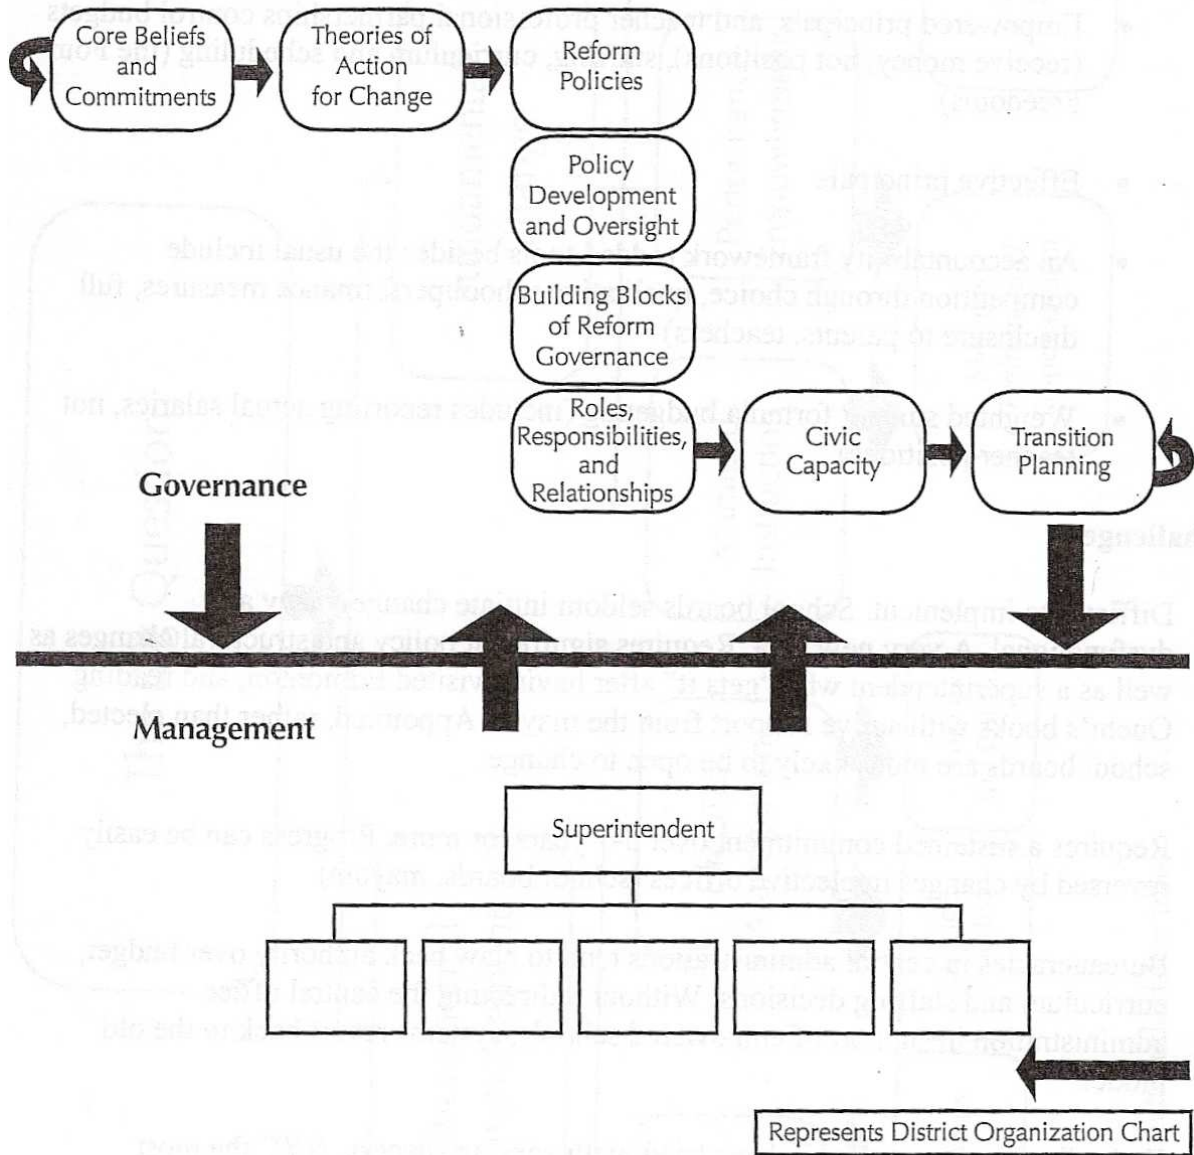 Core Beliefs
and
Commitments
Theories of
Action
for Change
Reform
Policies
Policy
Development
and Oversight
Building Blocks
of Reform
Governance
Roles,
Responsibilities,
and
Relationships
Civic
Capacity
Transition
Planning
Governance
Management
Superintendent
Represents District Organization Chart